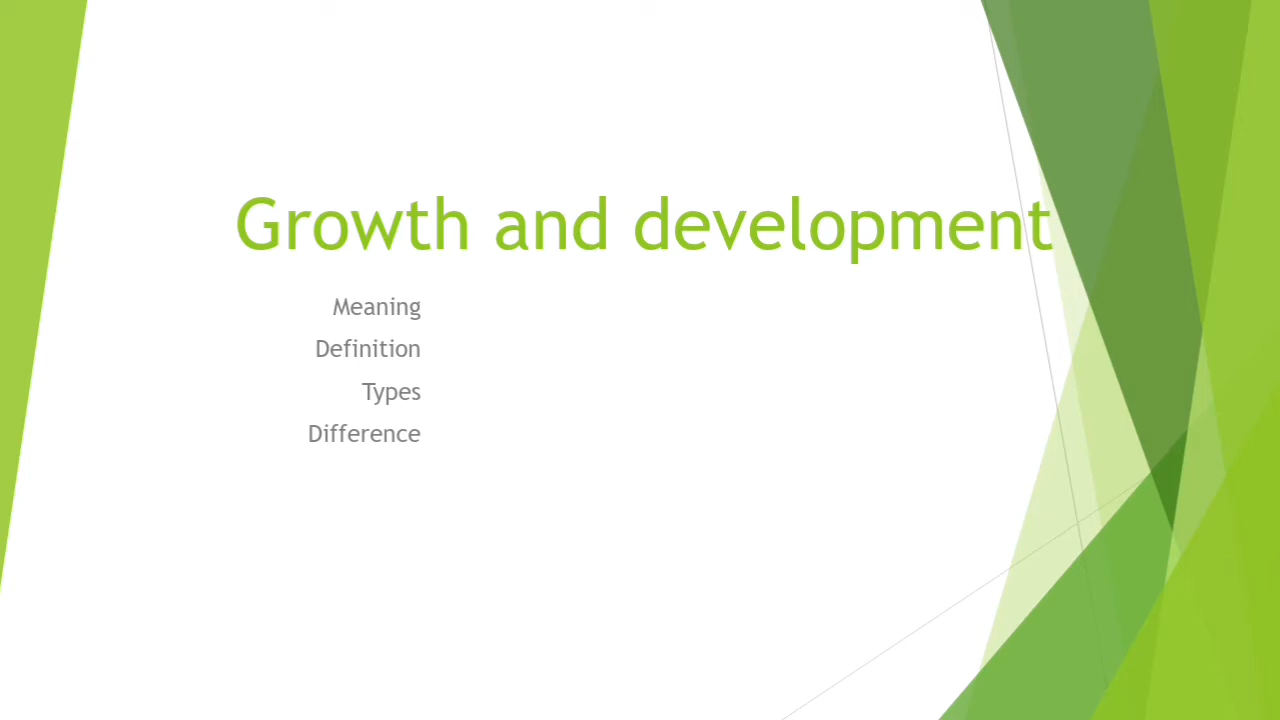 Growth and development
Meaning
Definition
Types
Difference